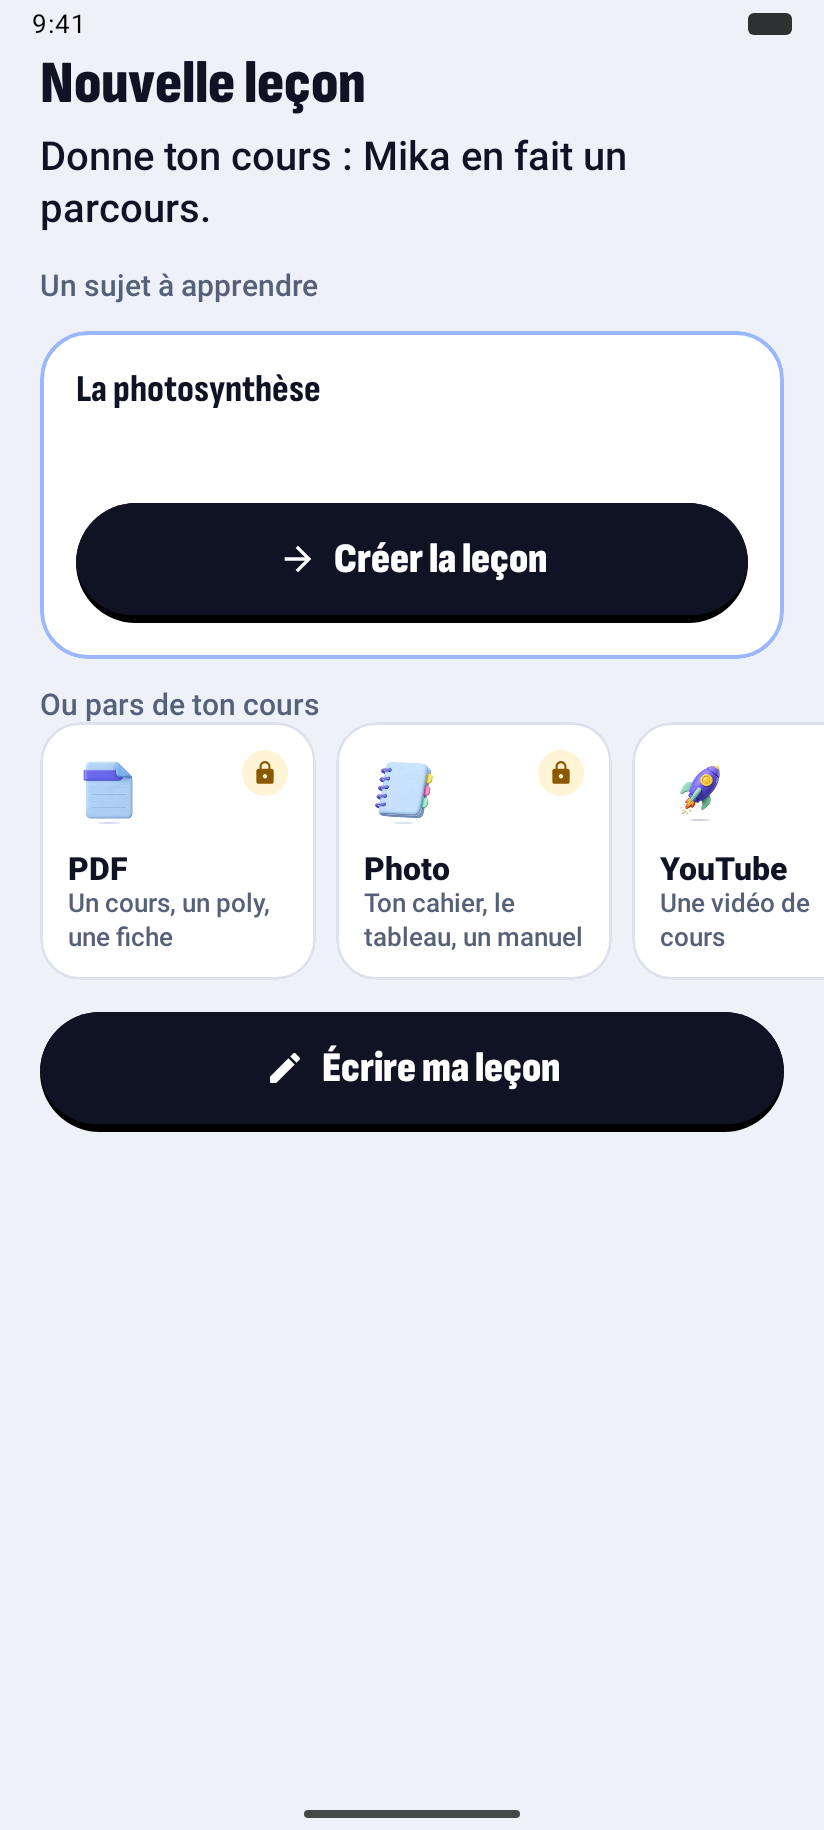 9:41
Nouvelle leçon
Donne ton cours : Mika en fait un
parcours.
Un sujet à apprendre
La photosynthèse
Créer la leçon
Ou pars de ton cours
PDF
Un cours, un poly,
une fiche
Photo
Ton cahier, le
tableau, un manuel
YouTube
Une vidéo de
cours
Écrire ma leçon